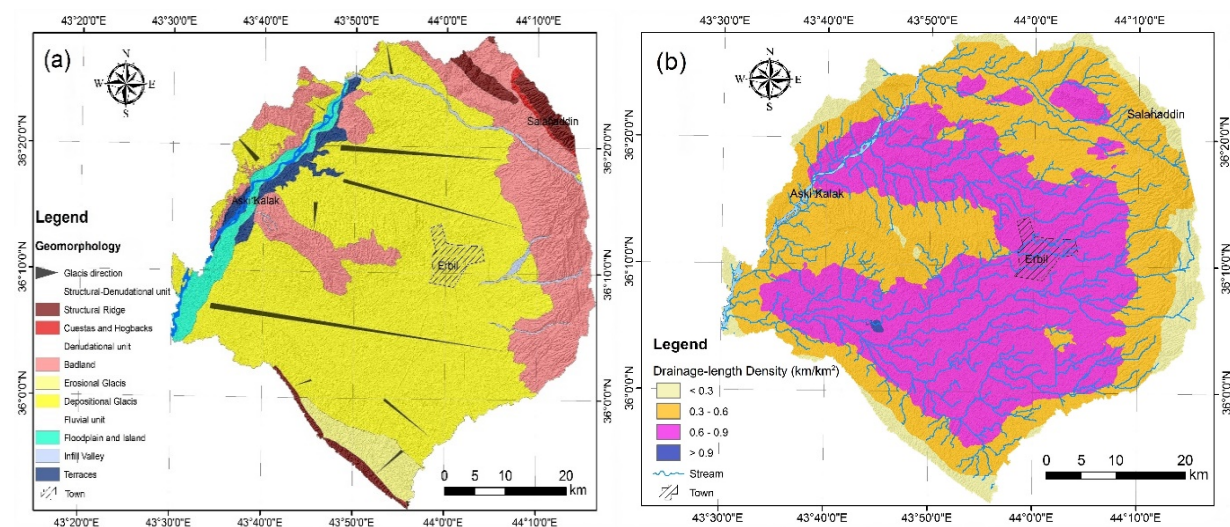 43°20'0"E 43°30'0"E 43°40'0"E 43°50'0"E 44°0'0"E 44°10'0"E
(a)
N
W E
S
Salahaddin
Aski Kalak
Erbil
36°20'0"N
36°10'0"N
36°0'0"N
36°20'0"N
36°10'0"N
36°0'0"N
Legend
Geomorphology
Glacis direction
Structural-Denudational unit
Structural Ridge
Cuestas and Hogbacks
Denudational unit
Badland
Erosional Glacis
Depositional Glacis
Fluvial unit
Floodplain and Island
Infill Valley
Terraces
Town
0 5 10 20
km
43°20'0"E 43°30'0"E 43°40'0"E 43°50'0"E 44°0'0"E 44°10'0"E
43°30'0"E 43°40'0"E 43°50'0"E 44°0'0"E 44°10'0"E
(b)
N
W E
S
Salahaddin
Aski Kalak
Erbil
36°20'0"N
36°10'0"N
36°0'0"N
36°20'0"N
36°10'0"N
36°0'0"N
Legend
Drainage-length Density (km/km²)
< 0.3
0.3 - 0.6
0.6 - 0.9
> 0.9
Stream
Town
0 5 10 20
km
43°30'0"E 43°40'0"E 43°50'0"E 44°0'0"E 44°10'0"E